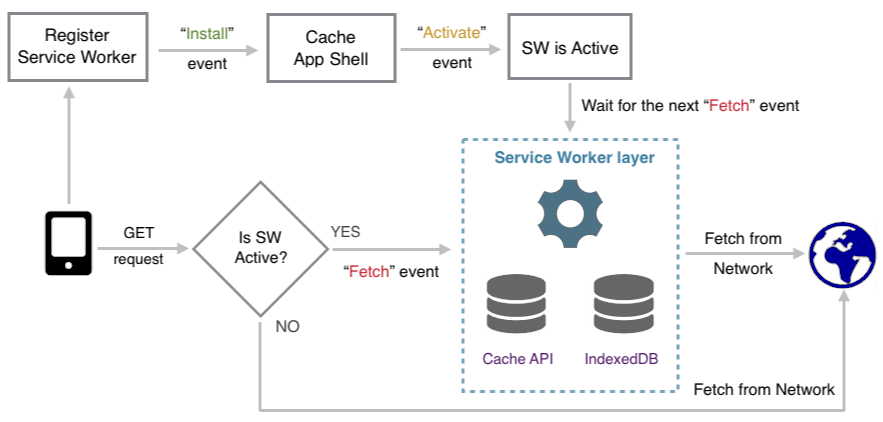 Register
Service Worker
“Install”
event
Cache
App Shell
“Activate”
event
SW is Active
Wait for the next “Fetch” event
Service Worker layer
GET
request
Is SW
Active?
YES
“Fetch” event
Fetch from
Network
NO
Cache API
IndexedDB
Fetch from Network